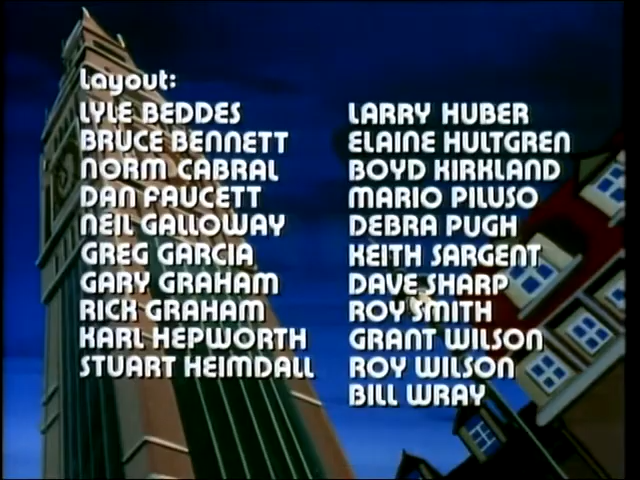 Layout:
LYLE BEDDES
BRUCE BENNETT
NORM CABRAL
DAN FAUCETT
NEIL GALLOWAY
GREG GARCIA
GARY GRAHAM
RICK GRAHAM
KARL HEPWORTH
STUART HEIMDALL
LARRY HUBER
ELAINE HULTGREN
BOYD KIRKLAND
MARIO PILUSO
DEBRA PUGH
KEITH SARGENT
DAVE SHARP
ROY SMITH
GRANT WILSON
ROY WILSON
BILL WRAY